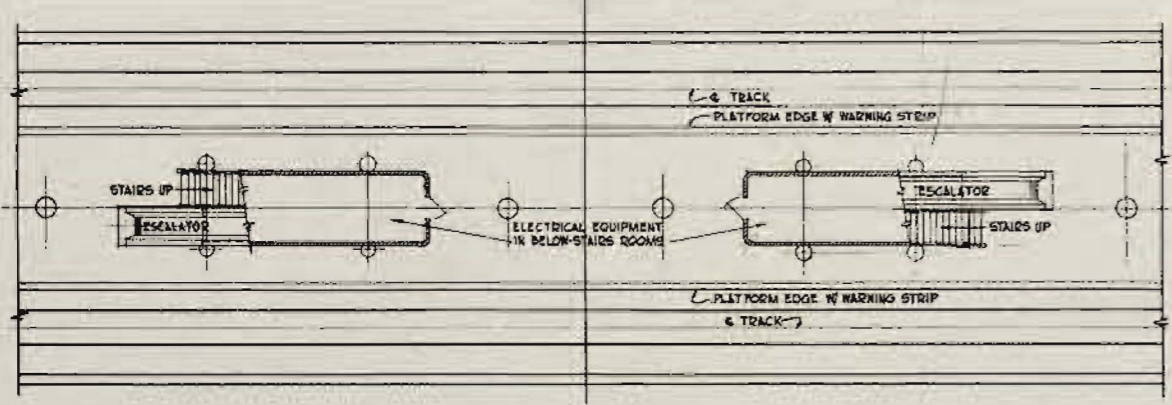 ℄ TRACK
PLATFORM EDGE W/ WARNING STRIP
STAIRS UP
ESCALATOR
ESCALATOR
ELECTRICAL EQUIPMENT
IN BELOW-STAIRS ROOMS
STAIRS UP
PLATFORM EDGE W/ WARNING STRIP
℄ TRACK